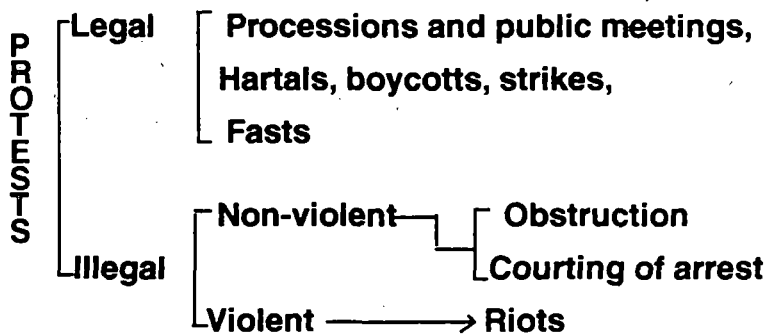 PROTESTS
Legal
Processions and public meetings,
Hartals, boycotts, strikes,
Fasts
Illegal
Non-violent
Obstruction
Courting of arrest
Violent
Riots